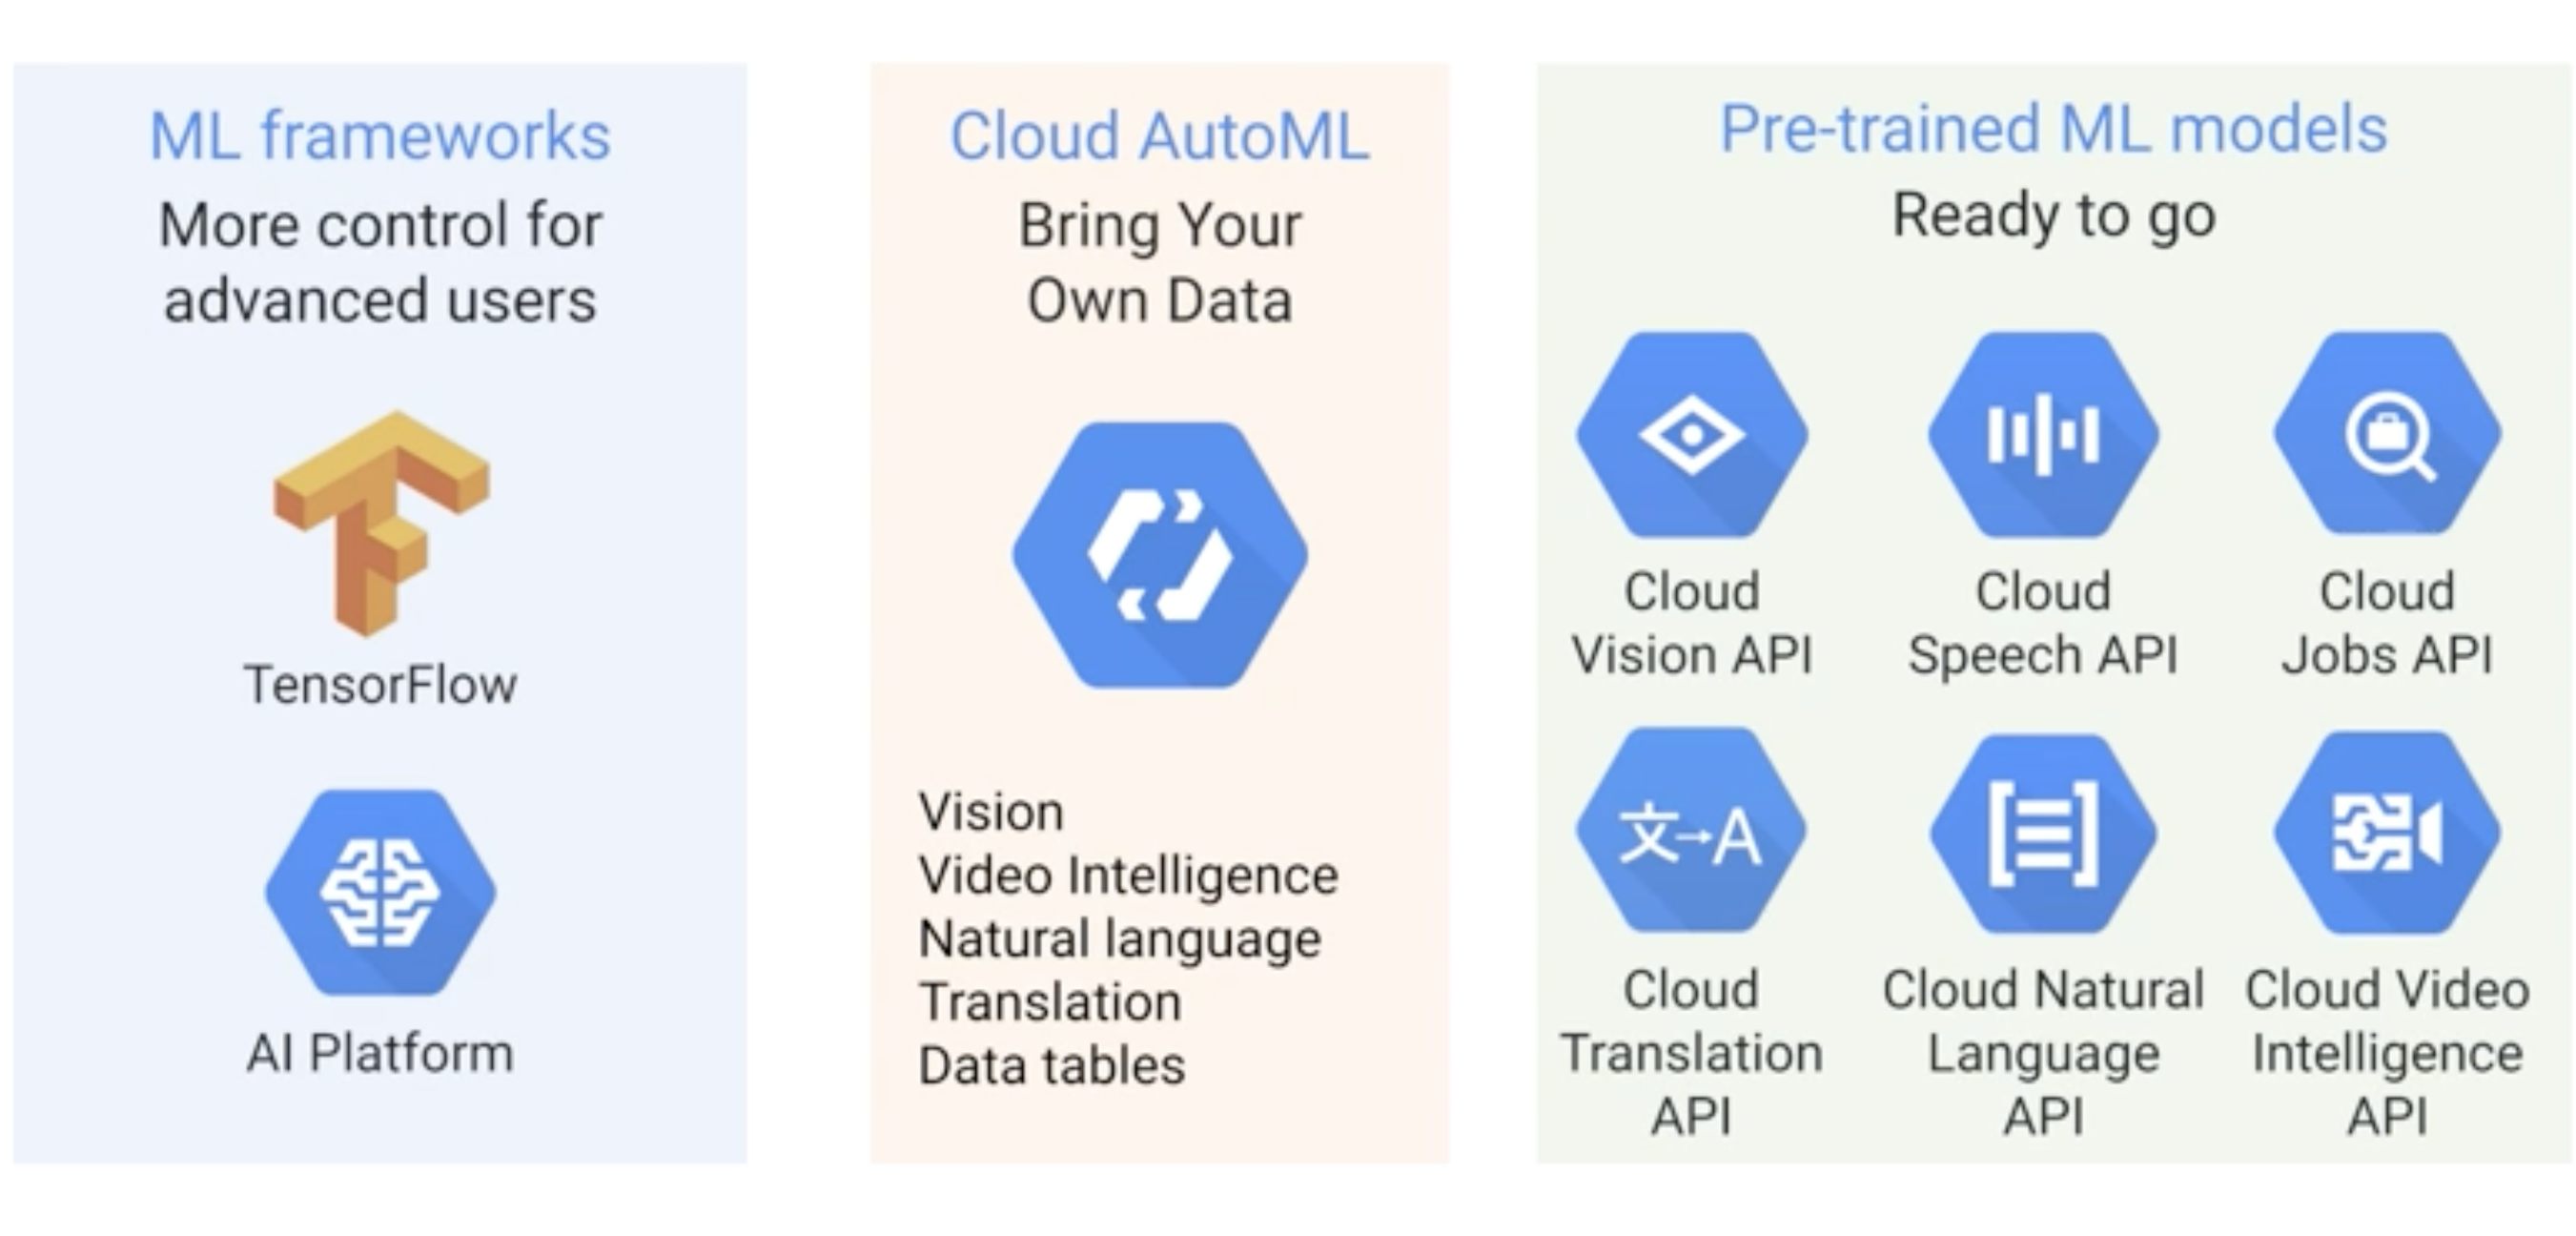 ML frameworks
More control for
advanced users
TensorFlow
AI Platform
Cloud AutoML
Bring Your
Own Data
Vision
Video Intelligence
Natural language
Translation
Data tables
Pre-trained ML models
Ready to go
Cloud
Vision API
Cloud
Speech API
Cloud
Jobs API
文→A
Cloud
Translation
API
Cloud Natural
Language
API
Cloud Video
Intelligence
API